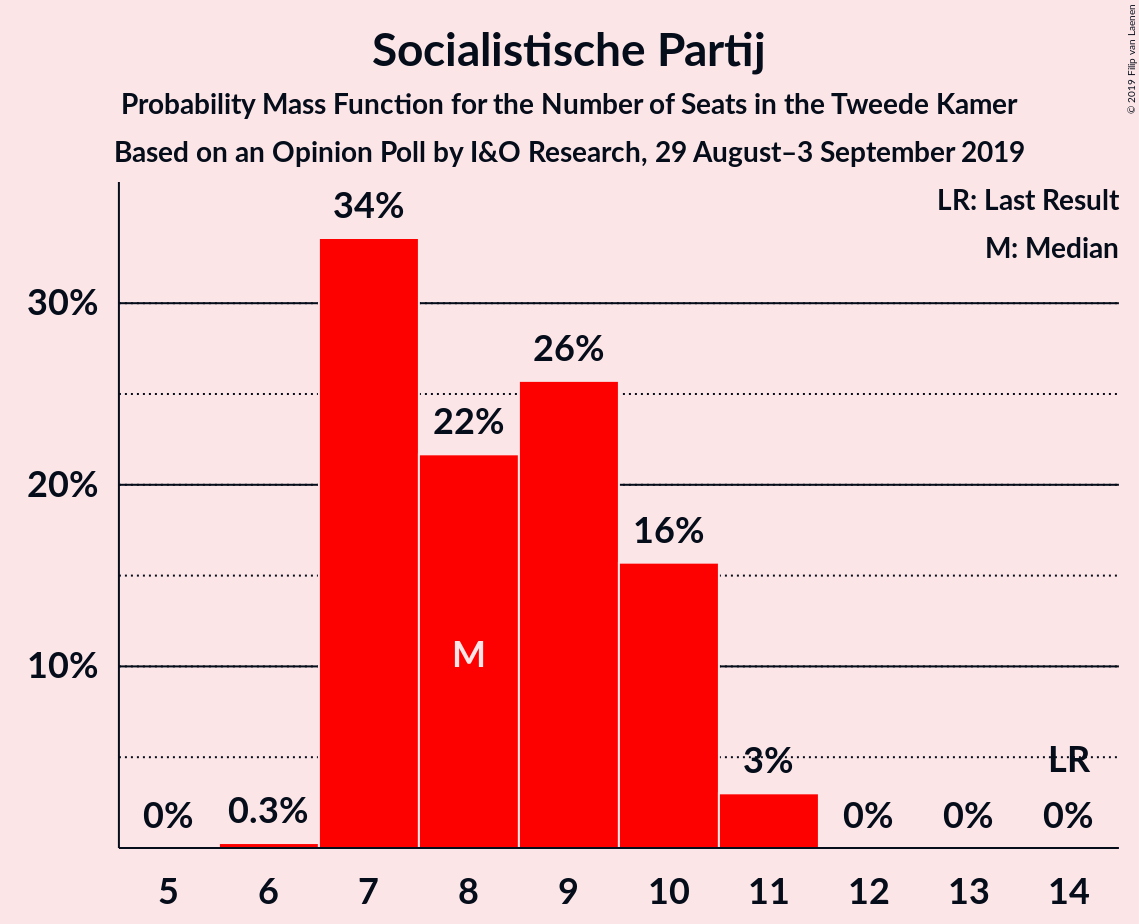 Socialistische Partij
Probability Mass Function for the Number of Seats in the Tweede Kamer
Based on an Opinion Poll by I&O Research, 29 August–3 September 2019
© 2019 Filip van Laenen
LR: Last Result
M: Median
34%
30%
26%
22%
20%
16%
M
10%
3%
LR
0%
0.3%
0%
0%
0%
5
6
7
8
9
10
11
12
13
14